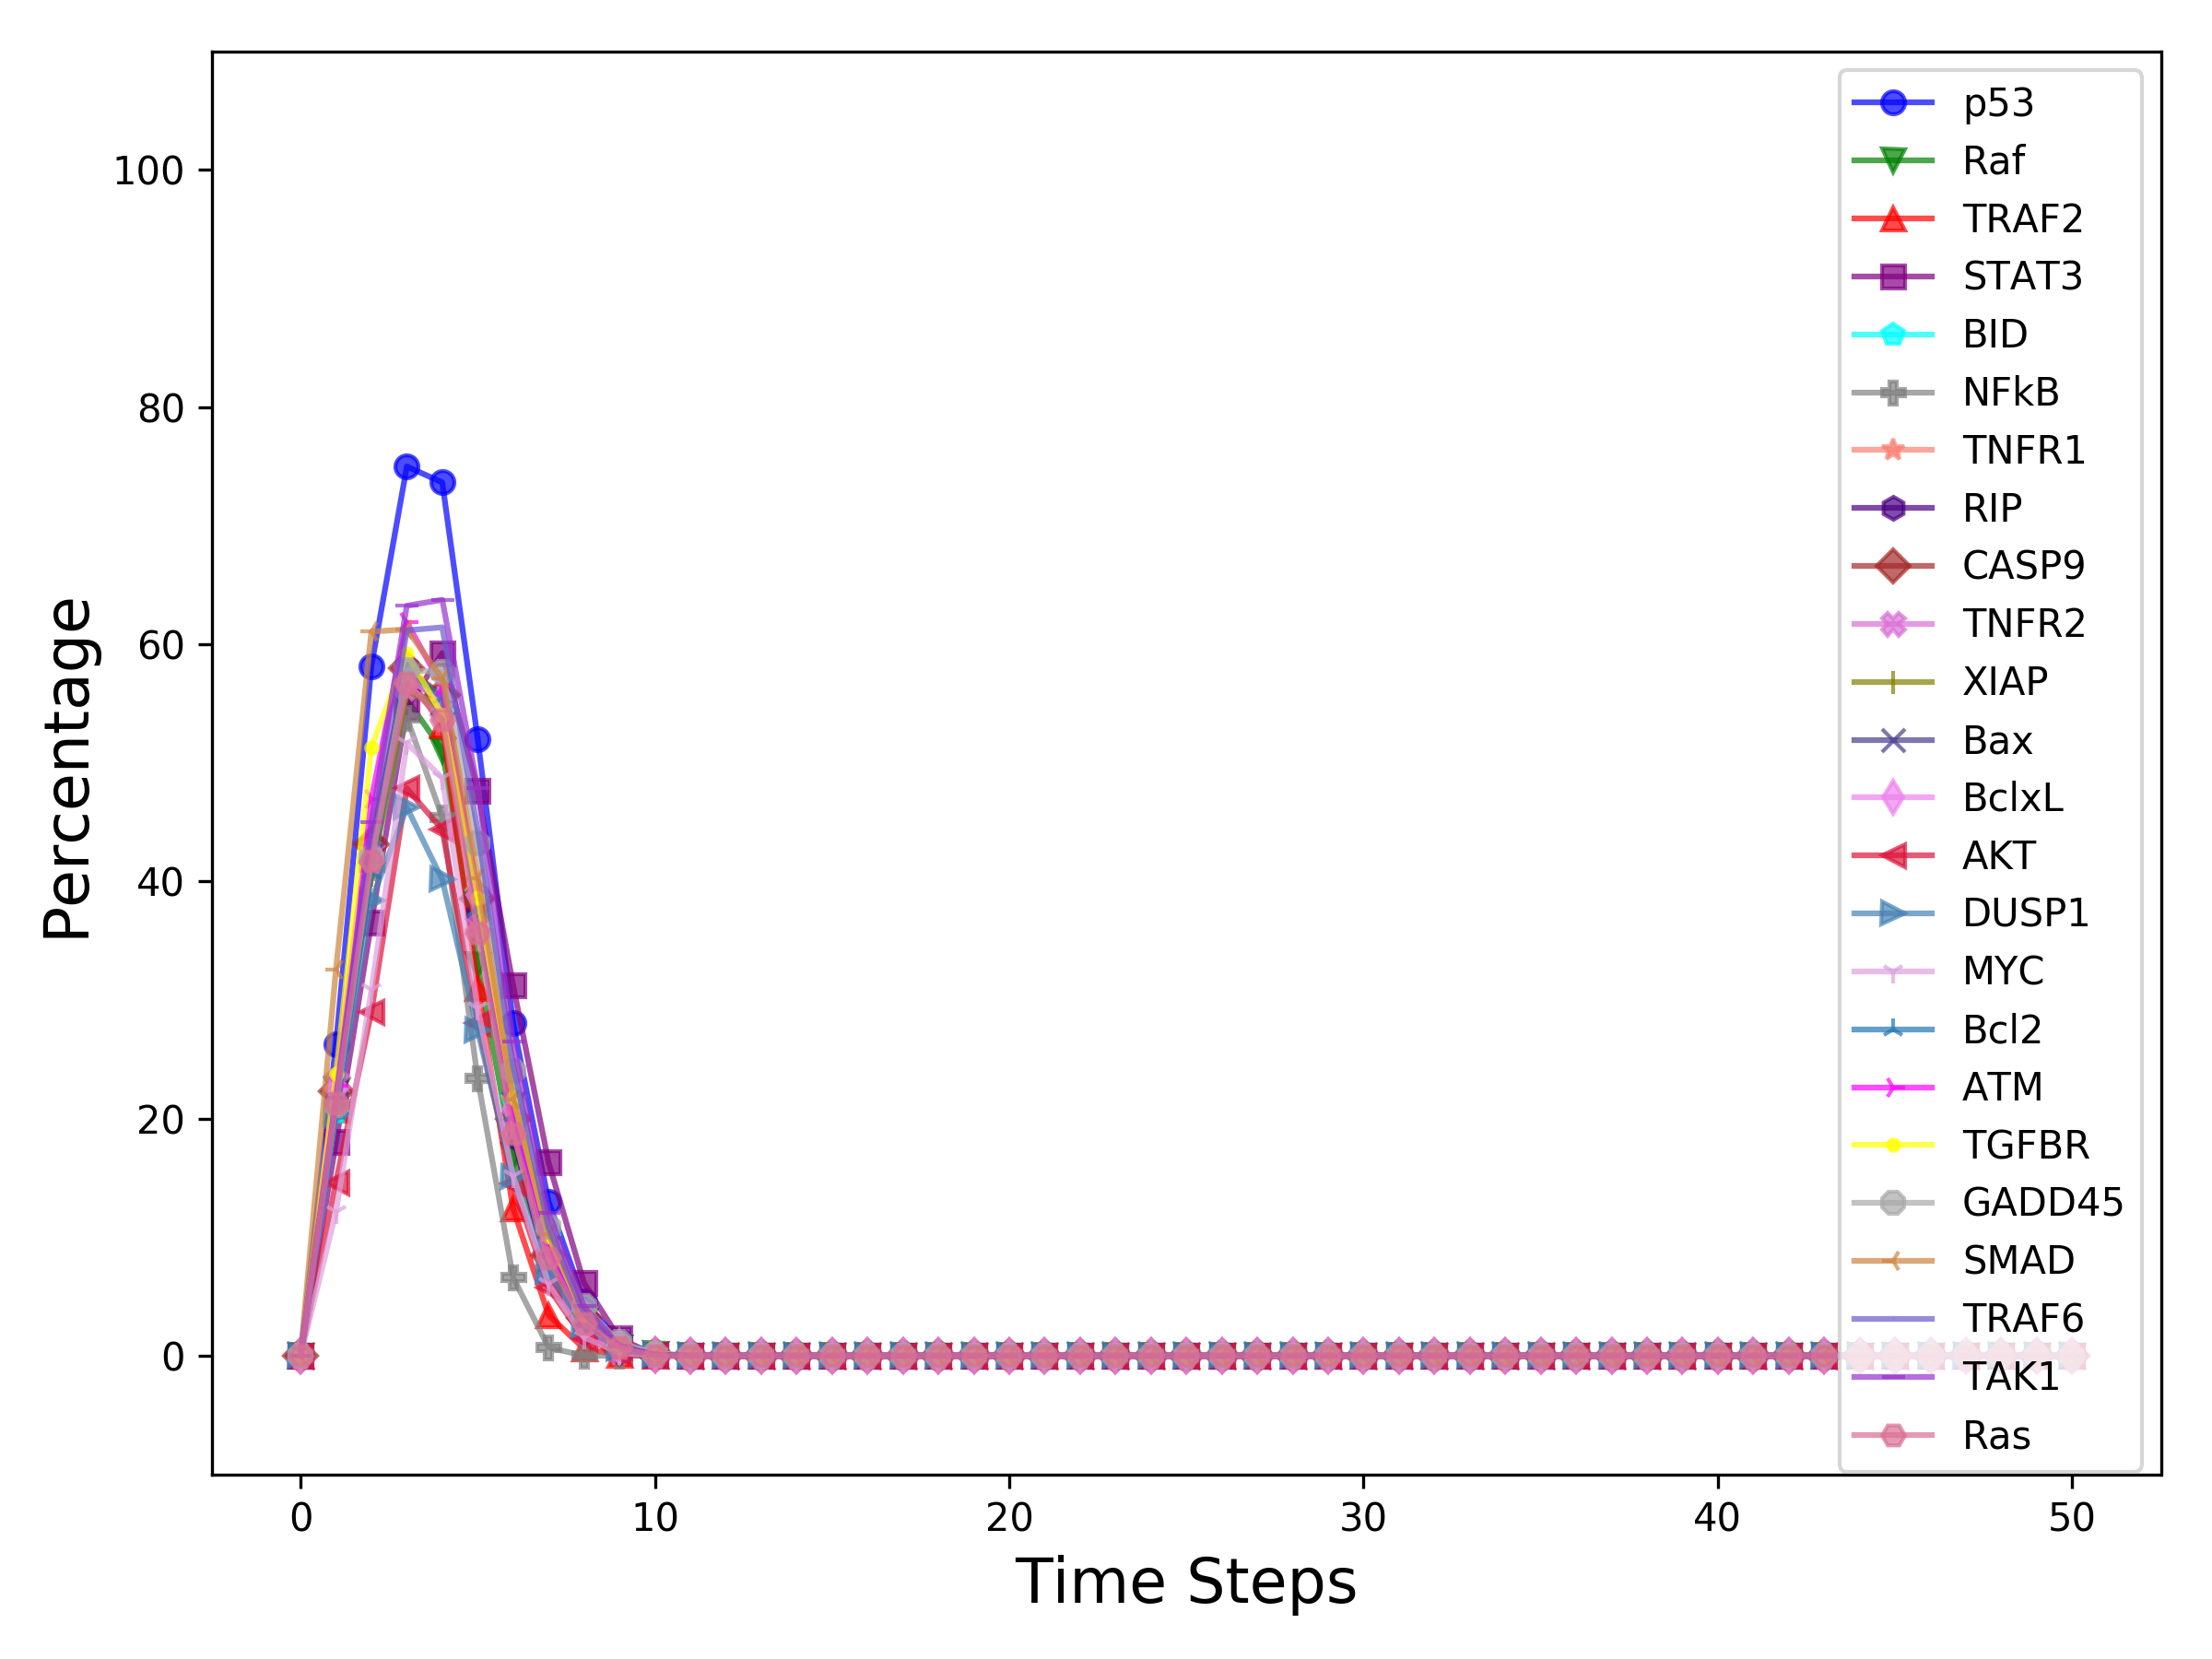 Percentage
100
80
60
40
20
0
0 10 20 30 40 50
Time Steps
p53
Raf
TRAF2
STAT3
BID
NFkB
TNFR1
RIP
CASP9
TNFR2
XIAP
Bax
BclxL
AKT
DUSP1
MYC
Bcl2
ATM
TGFBR
GADD45
SMAD
TRAF6
TAK1
Ras